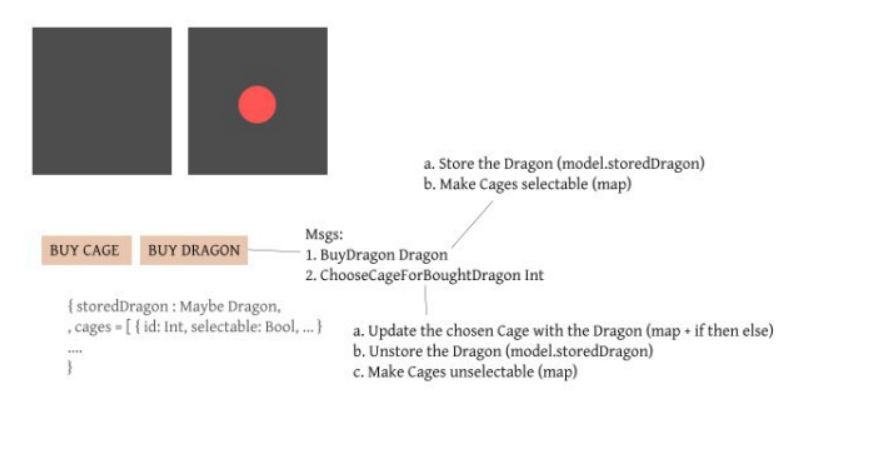 a. Store the Dragon (model.storedDragon)
b. Make Cages selectable (map)
BUY CAGE
BUY DRAGON
Msgs:
1. BuyDragon Dragon
2. ChooseCageForBoughtDragon Int
{ storedDragon : Maybe Dragon,
, cages = [ { id: Int, selectable: Bool, ... }
....
}
a. Update the chosen Cage with the Dragon (map + if then else)
b. Unstore the Dragon (model.storedDragon)
c. Make Cages unselectable (map)